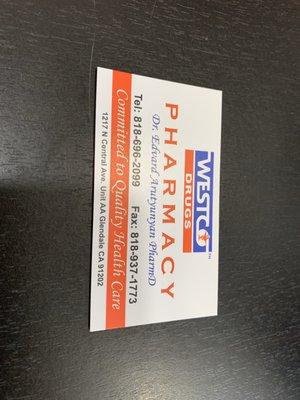 WESTCO™
DRUGS
PHARMACY
Dr. Edvard Arutyunyan PharmD
Tel: 818-696-2099 Fax: 818-937-1773
Committed to Quality Health Care
1217 N Central Ave. Unit AA Glendale CA 91202